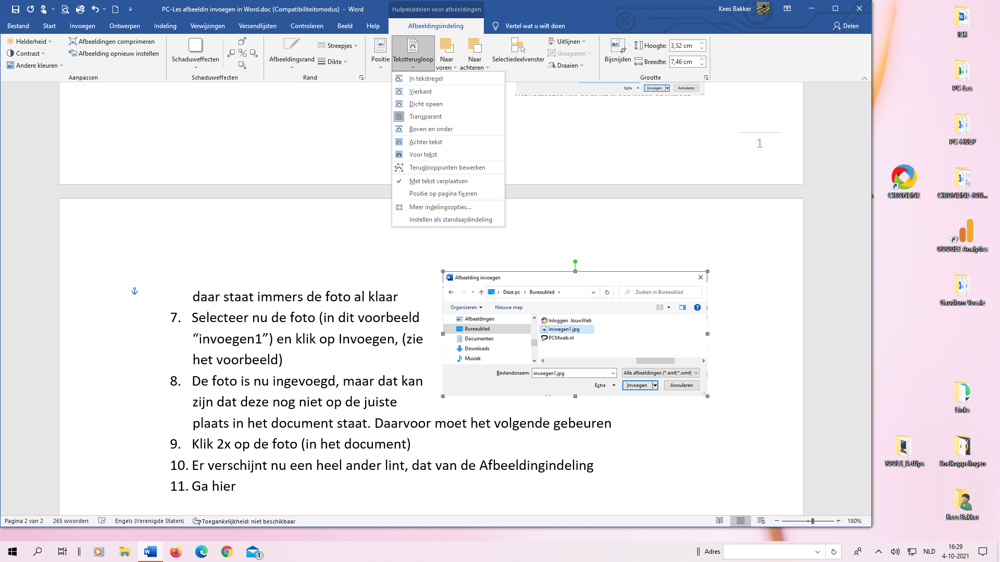 PC-Les afbeeldin invoegen in Word.doc (Compatibiliteitsmodus) - Word
Hulpmiddelen voor afbeeldingen
Kees Bakker
Bestand Start Invoegen Ontwerpen Indeling Verwijzingen Verzendlijsten Controleren Beeld Help Afbeeldingsindeling Vertel wat u wilt doen Delen
Helderheid
Contrast
Andere kleuren
Afbeeldingen comprimeren
Afbeelding opnieuw instellen
Aanpassen
Schaduweffecten
Schaduweffecten
Afbeeldingsrand
Streepjes
Dikte
Rand
Positie
Tekstterugloop
Naar voren
Naar achteren
Selectiedeelvenster
Uitlijnen
Groeperen
Draaien
Bijsnijden
Hoogte: 3,52 cm
Breedte: 7,46 cm
Grootte
In tekstregel
Vierkant
Dicht opeen
Transparant
Boven en onder
Achter tekst
Voor tekst
Teruglooppunten bewerken
Met tekst verplaatsen
Positie op pagina fixeren
Meer indelingsopties...
Instellen als standaardindeling
Extra Invoegen Annuleren
1
daar staat immers de foto al klaar
7. Selecteer nu de foto (in dit voorbeeld
“invoegen1”) en klik op Invoegen, (zie
het voorbeeld)
8. De foto is nu ingevoegd, maar dat kan
zijn dat deze nog niet op de juiste
plaats in het document staat. Daarvoor moet het volgende gebeuren
9. Klik 2x op de foto (in het document)
10. Er verschijnt nu een heel ander lint, dat van de Afbeeldingindeling
11. Ga hier
Afbeelding invoegen
Deze pc > Bureaublad >
Zoeken in Bureaublad
Organiseren Nieuwe map
Afbeeldingen
Bureaublad
Documenten
Downloads
Muziek
Inloggen JouwWeb
invoegen1.jpg
PCMweb.nl
Bestandsnaam: invoegen1.jpg Alle afbeeldingen (*.emf;*.wmf;
Extra Invoegen Annuleren
Pagina 2 van 2 265 woorden Engels (Verenigde Staten) Toegankelijkheid: niet beschikbaar 180%
ICK
PC-Les
PC-HULP
CJBONLINE
CJBONLINE-JOU...
GOOGLE Analytics
Gaudium Vocale
Links
TOOLS_SetUps
Snelkoppelingen
Kees Bakker
1
Adres
NLD
16:29
4-10-2021